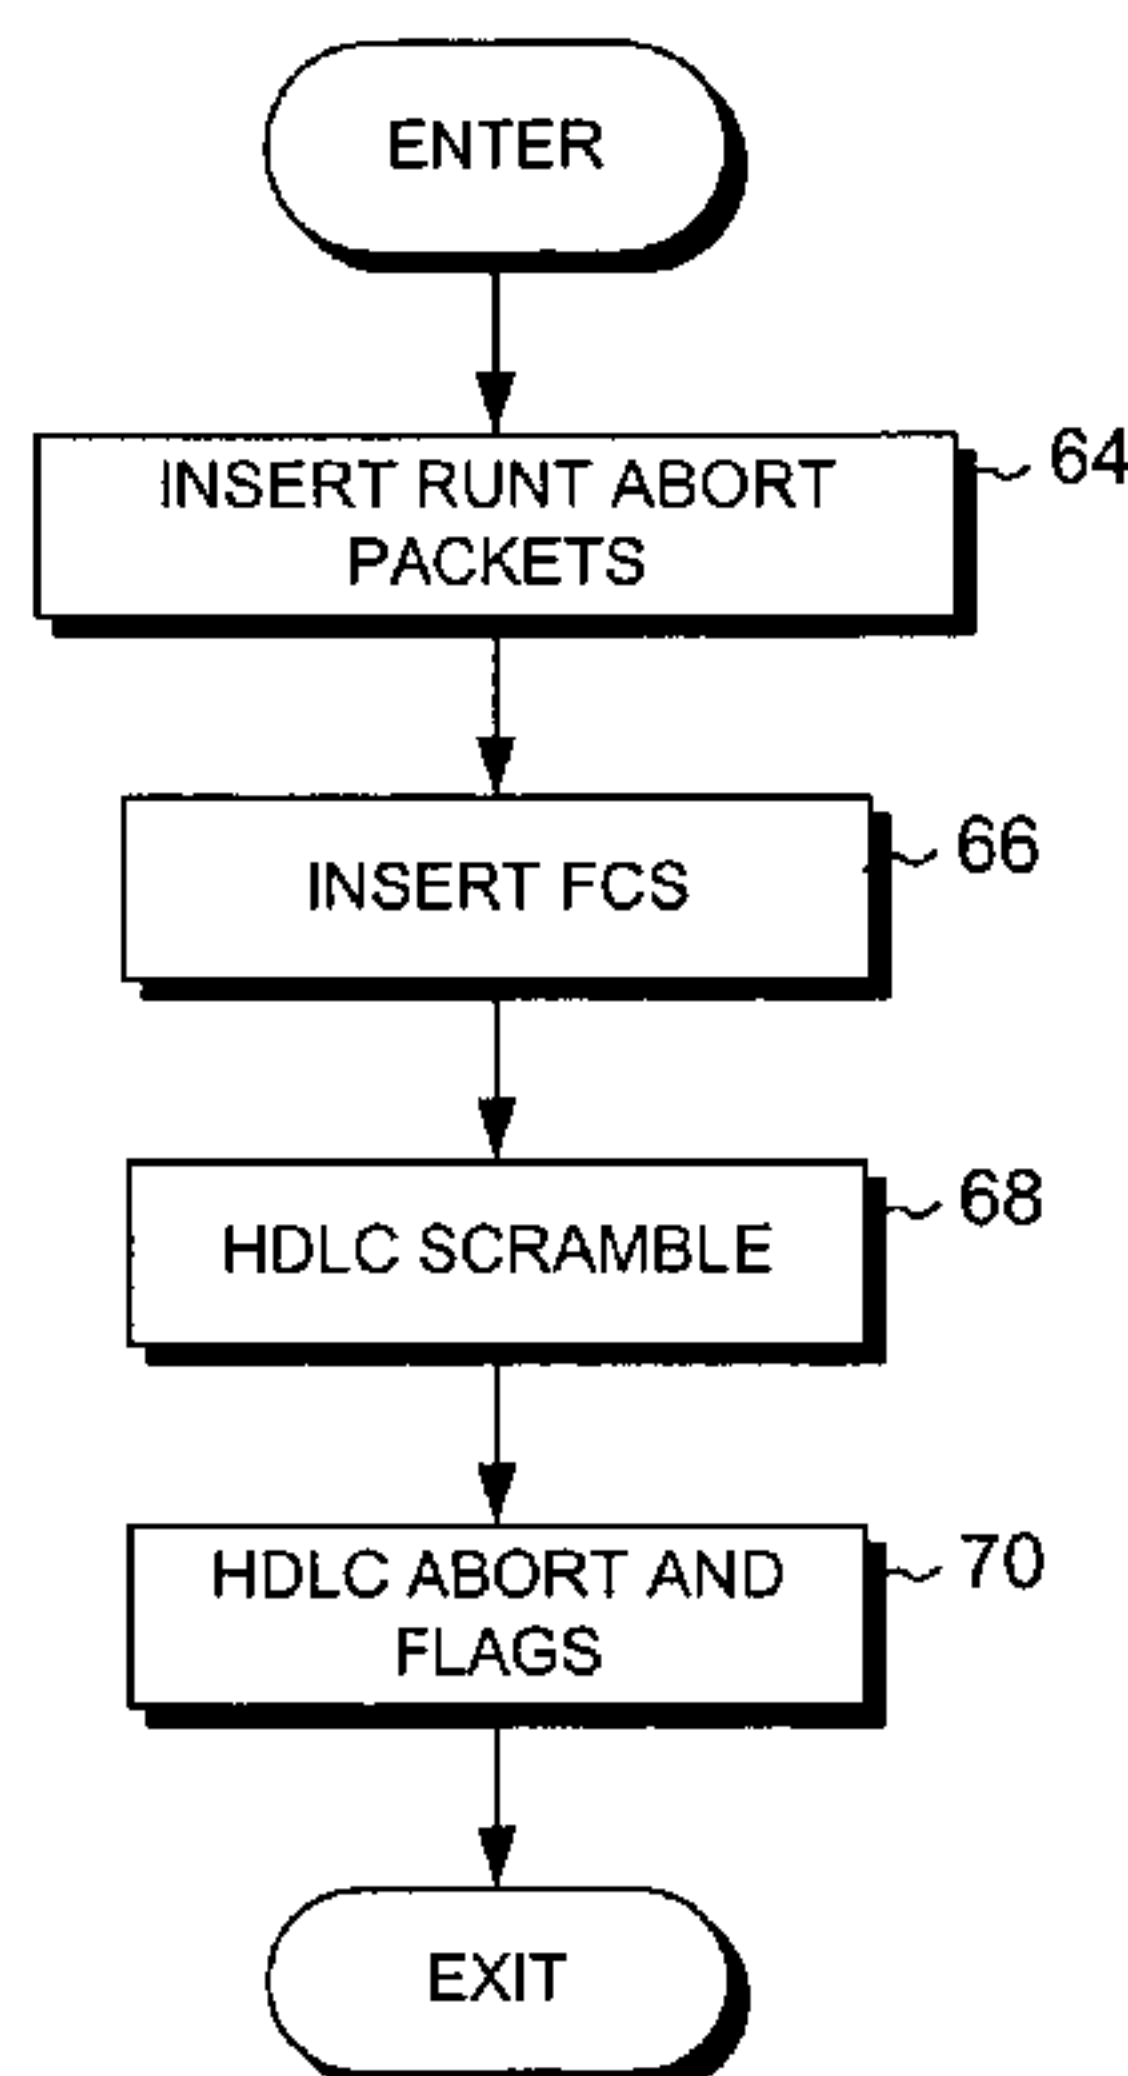 ENTER
INSERT RUNT ABORT
PACKETS
64
INSERT FCS
66
HDLC SCRAMBLE
68
HDLC ABORT AND
FLAGS
70
EXIT